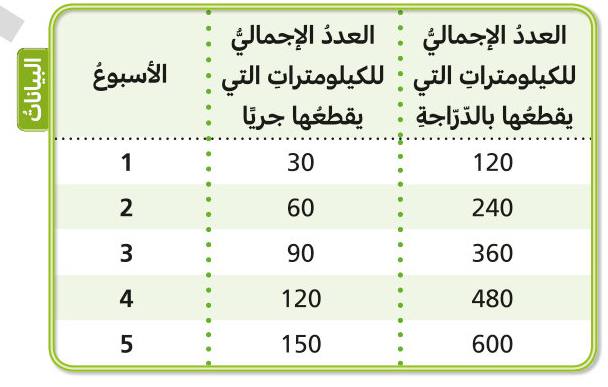 البيانات
الأسبوعُ
العددُ الإجماليُّ للكيلومتراتِ التي يقطعُها جريًا
العددُ الإجماليُّ للكيلومتراتِ التي يقطعُها بالدّرّاجةِ
1 30 120
2 60 240
3 90 360
4 120 480
5 150 600